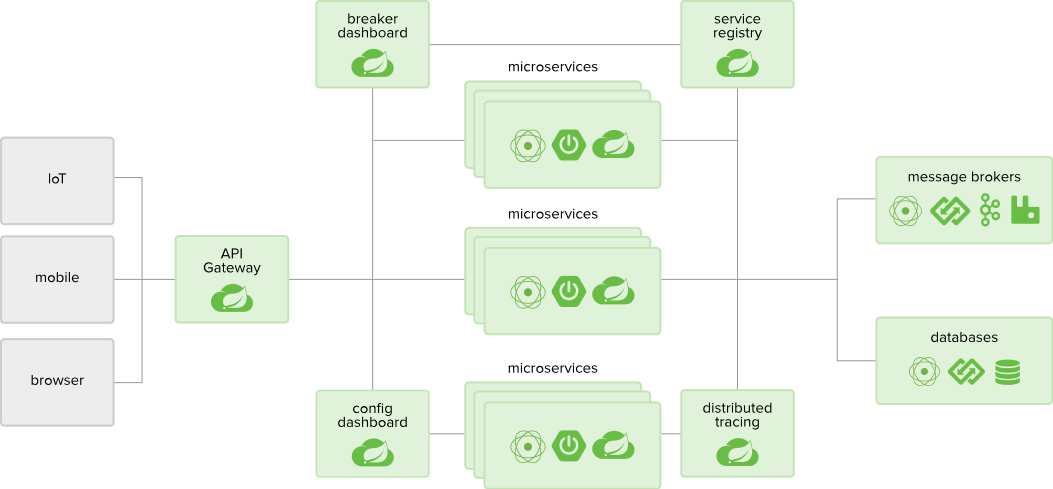 breaker
dashboard
service
registry
microservices
IoT
mobile
browser
API
Gateway
microservices
message brokers
databases
microservices
config
dashboard
distributed
tracing